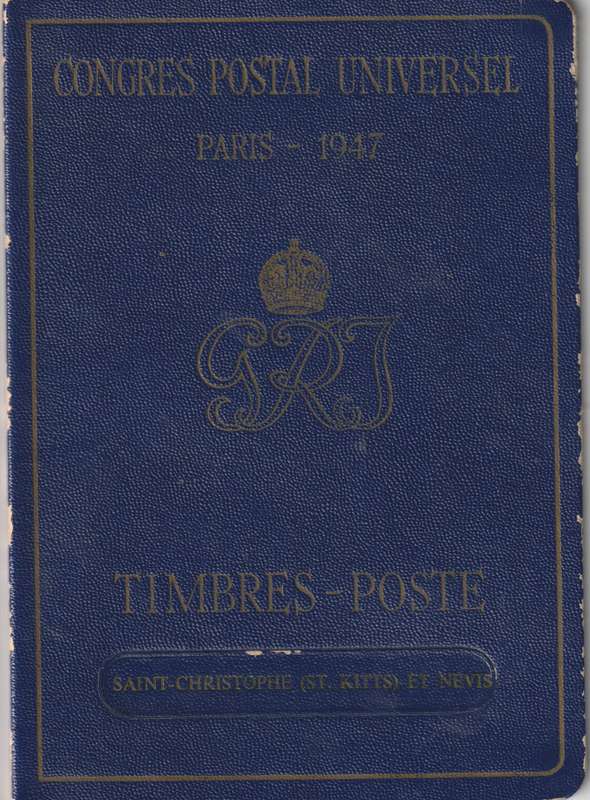 CONGRES POSTAL UNIVERSEL
PARIS - 1947
GRI
TIMBRES-POSTE
SAINT-CHRISTOPHE (ST. KITTS) ET NEVIS